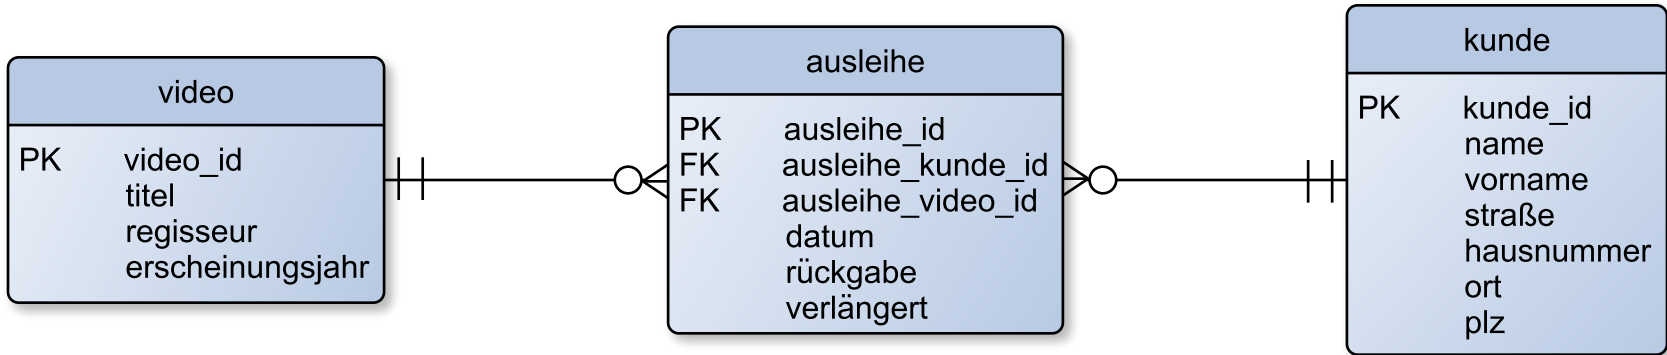 video
PK video_id
titel
regisseur
erscheinungsjahr
ausleihe
PK ausleihe_id
FK ausleihe_kunde_id
FK ausleihe_video_id
datum
rückgabe
verlängert
kunde
PK kunde_id
name
vorname
straße
hausnummer
ort
plz